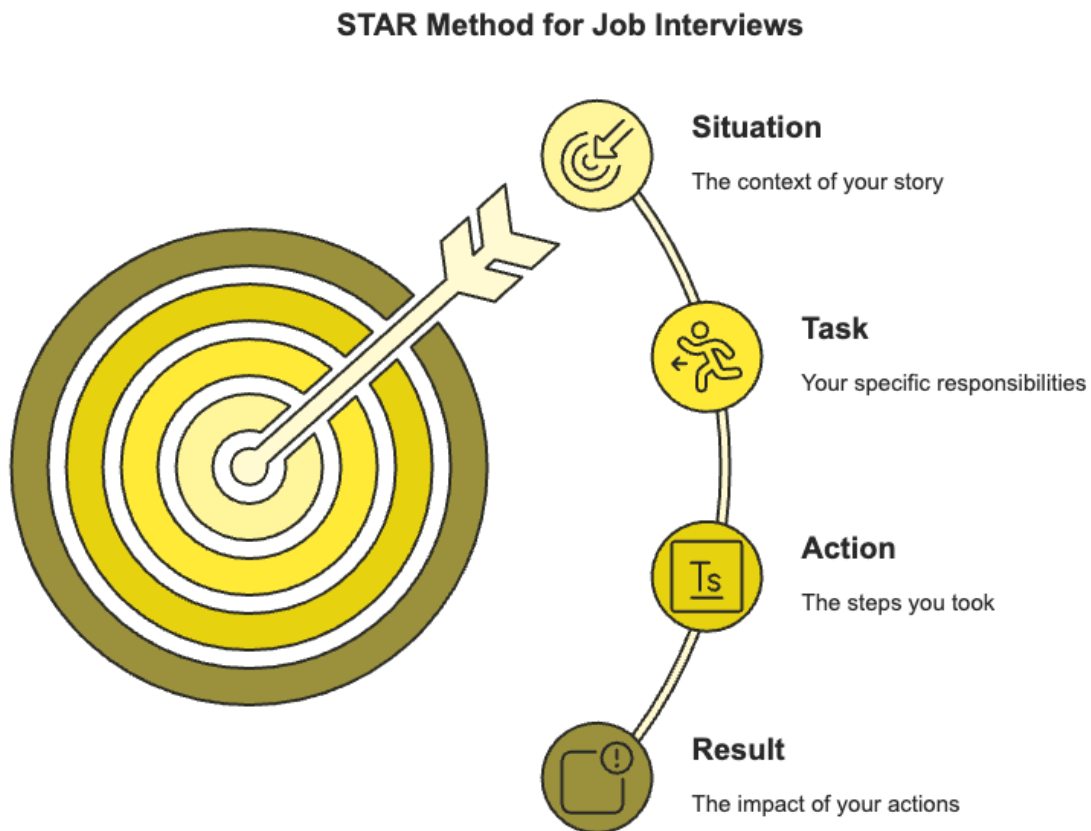 STAR Method for Job Interviews
Situation
The context of your story
Task
Your specific responsibilities
Action
Ts
The steps you took
Result
!
The impact of your actions